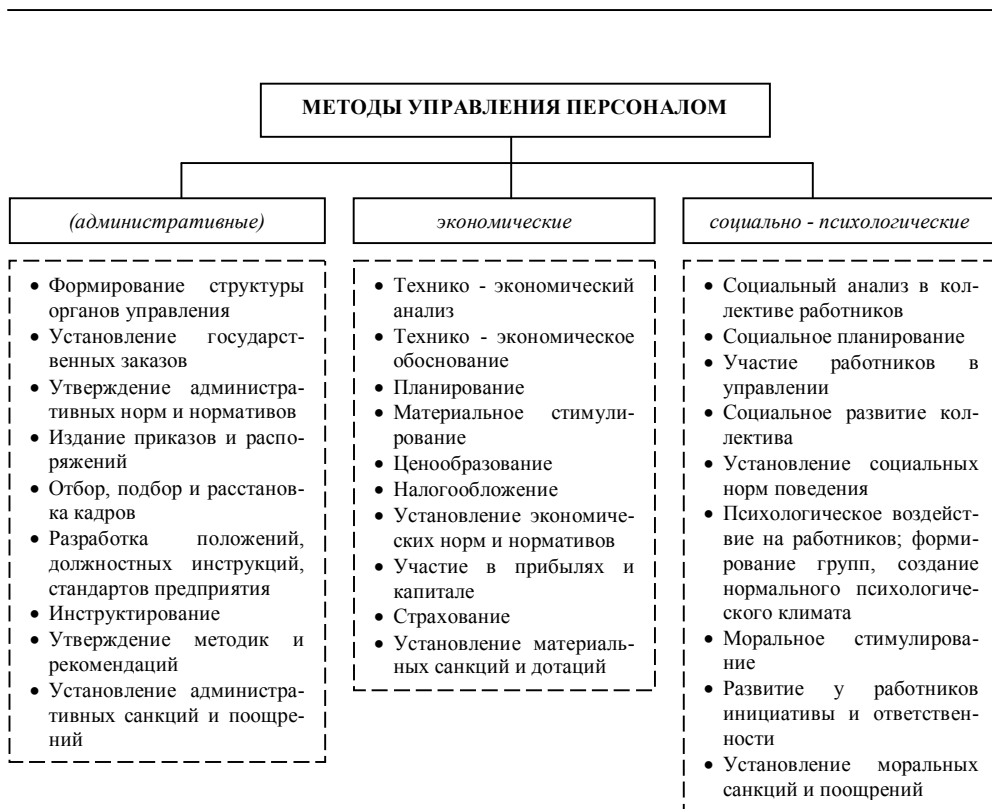 МЕТОДЫ УПРАВЛЕНИЯ ПЕРСОНАЛОМ
(административные)
• Формирование структуры
органов управления
• Установление государст-
венных заказов
• Утверждение администра-
тивных норм и нормативов
• Издание приказов и распо-
ряжений
• Отбор, подбор и расстанов-
ка кадров
• Разработка положений,
должностных инструкций,
стандартов предприятия
• Инструктирование
• Утверждение методик и
рекомендаций
• Установление администра-
тивных санкций и поощре-
ний
экономические
• Технико - экономический
анализ
• Технико - экономическое
обоснование
• Планирование
• Материальное стимули-
рование
• Ценообразование
• Налогообложение
• Установление экономиче-
ских норм и нормативов
• Участие в прибылях и
капитале
• Страхование
• Установление материаль-
ных санкций и дотаций
социально - психологические
• Социальный анализ в кол-
лективе работников
• Социальное планирование
• Участие работников в
управлении
• Социальное развитие кол-
лектива
• Установление социальных
норм поведения
• Психологическое воздейст-
вие на работников; форми-
рование групп, создание
нормального психологиче-
ского климата
• Моральное стимулирова-
ние
• Развитие у работников
инициативы и ответствен-
ности
• Установление моральных
санкций и поощрений